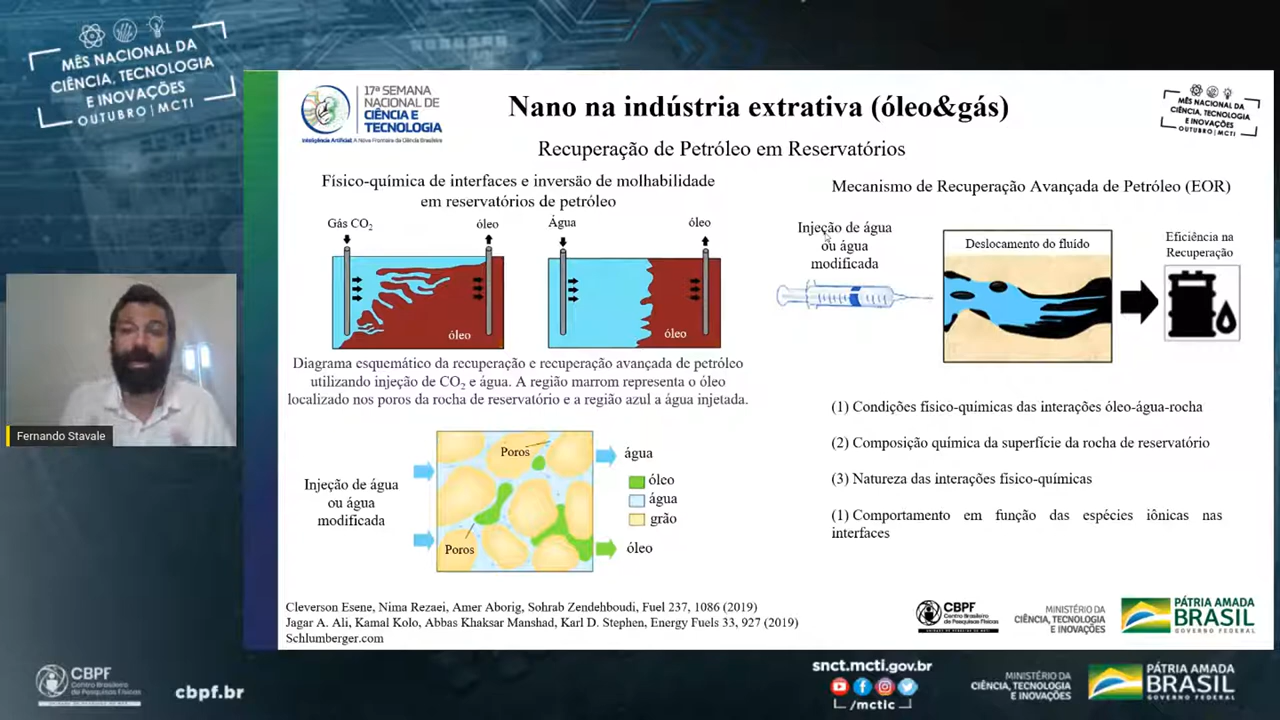 MÊS NACIONAL DA
CIÊNCIA, TECNOLOGIA
E INOVAÇÕES
OUTUBRO | MCTI
17ª SEMANA
NACIONAL DE
CIÊNCIA E
TECNOLOGIA
Inteligência Artificial: A Nova Fronteira da Ciência Brasileira
Nano na indústria extrativa (óleo&gás)
MÊS NACIONAL DA
CIÊNCIA, TECNOLOGIA
E INOVAÇÕES
OUTUBRO | MCTI
Recuperação de Petróleo em Reservatórios
Físico-química de interfaces e inversão de molhabilidade
em reservatórios de petróleo
Gás CO2
óleo
Água
óleo
óleo
óleo
Diagrama esquemático da recuperação e recuperação avançada de petróleo
utilizando injeção de CO2 e água. A região marrom representa o óleo
localizado nos poros da rocha de reservatório e a região azul a água injetada.
Mecanismo de Recuperação Avançada de Petróleo (EOR)
Injeção de água
ou água
modificada
Deslocamento do fluído
Eficiência na
Recuperação
(1) Condições físico-quimicas das interações óleo-água-rocha
(2) Composição química da superfície da rocha de reservatório
(3) Natureza das interações físico-químicas
(1) Comportamento em função das espécies iônicas nas
interfaces
Injeção de água
ou água
modificada
Poros
Poros
água
óleo
água
grão
óleo
Fernando Stavale
Cleverson Esene, Nima Rezaei, Amer Aborig, Sohrab Zendehboudi, Fuel 237, 1086 (2019)
Jagar A. Ali, Kamal Kolo, Abbas Khaksar Manshad, Karl D. Stephen, Energy Fuels 33, 927 (2019)
Schlumberger.com
CBPF
Centro Brasileiro
de Pesquisas Físicas
MINISTÉRIO DA
CIÊNCIA, TECNOLOGIA
E INOVAÇÕES
PÁTRIA AMADA
BRASIL
GOVERNO FEDERAL
CBPF
Centro Brasileiro
de Pesquisas Físicas
cbpf.br
snct.mcti.gov.br
/mctic
MINISTÉRIO DA
CIÊNCIA, TECNOLOGIA
E INOVAÇÕES
PÁTRIA AMADA
BRASIL
GOVERNO FEDERAL